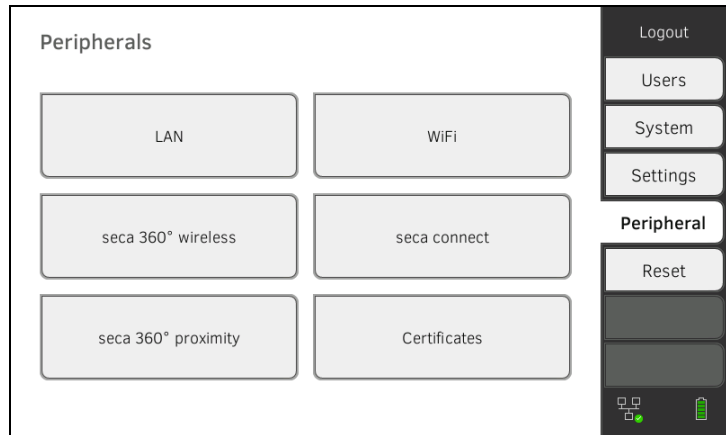 Peripherals
LAN
WiFi
seca 360° wireless
seca connect
seca 360° proximity
Certificates
Logout
Users
System
Settings
Peripheral
Reset